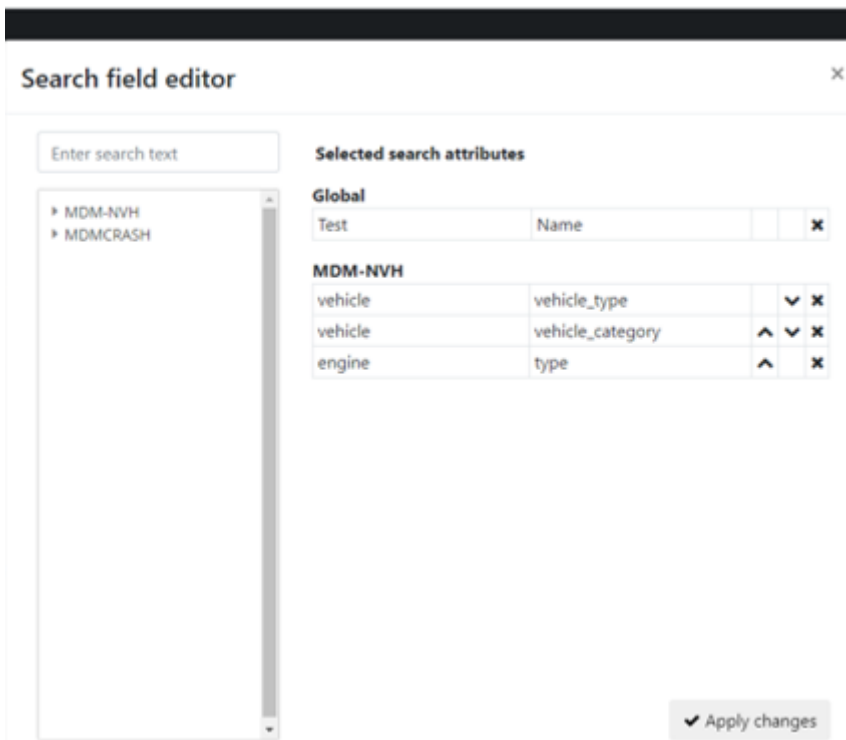 Search field editor
Enter search text
MDM-NVH
MDMCRASH
Selected search attributes
Global
Test Name
MDM-NVH
vehicle vehicle_type
vehicle vehicle_category
engine type
Apply changes